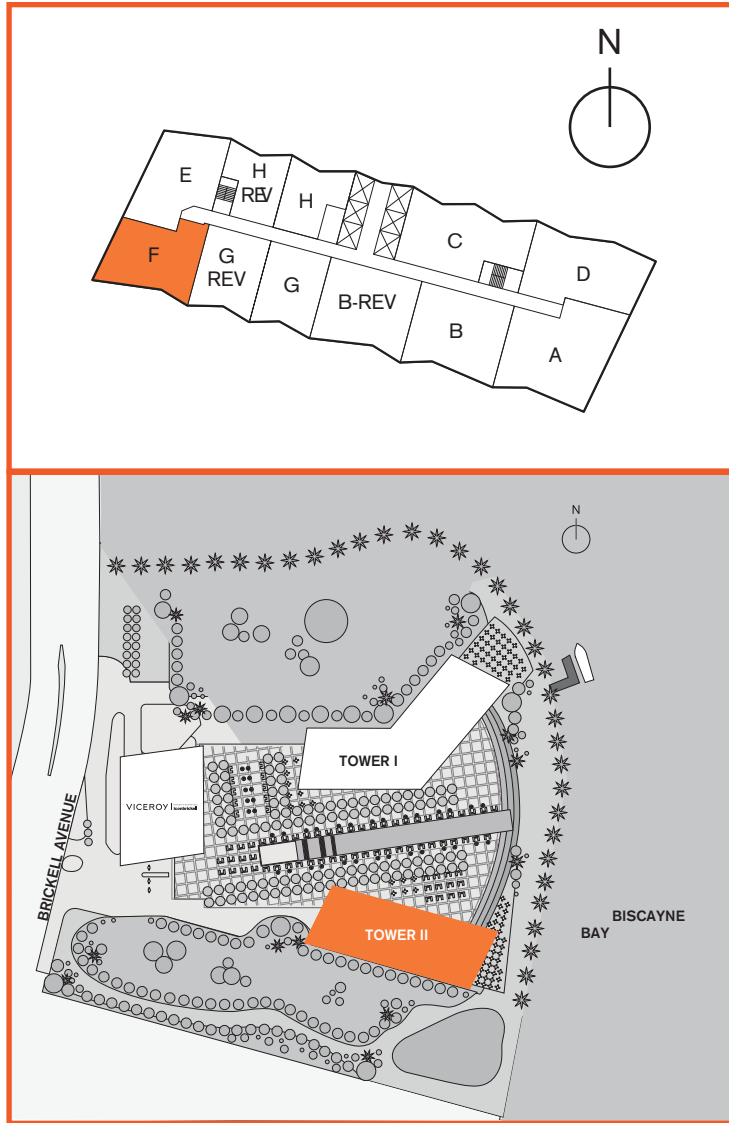 N
E
H
REV
H
C
D
F
G
REV
G
B-REV
B
A
N
TOWER I
VICEROY
BRICKELL AVENUE
BISCAYNE
BAY
TOWER II